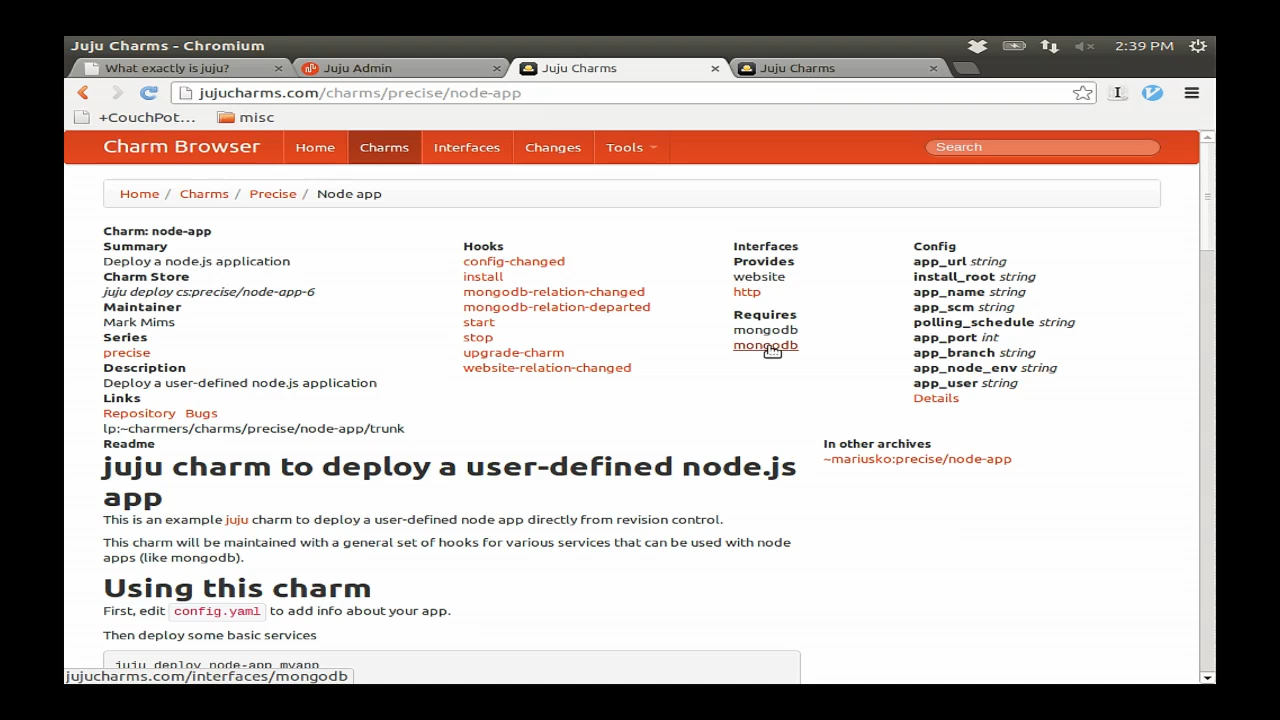 Juju Charms - Chromium
2:39 PM
What exactly is juju?
Juju Admin
Juju Charms
Juju Charms
jujucharms.com/charms/precise/node-app
+CouchPot...
misc
Charm Browser
Home
Charms
Interfaces
Changes
Tools
Search
Home / Charms / Precise / Node app
Charm: node-app
Summary
Deploy a node.js application
Charm Store
juju deploy cs:precise/node-app-6
Maintainer
Mark Mims
Series
precise
Description
Deploy a user-defined node.js application
Links
Repository Bugs
lp:~charmers/charms/precise/node-app/trunk
Hooks
config-changed
install
mongodb-relation-changed
mongodb-relation-departed
start
stop
upgrade-charm
website-relation-changed
Interfaces
Provides
website
http
Requires
mongodb
mongodb
Config
app_url string
install_root string
app_name string
app_scm string
polling_schedule string
app_port int
app_branch string
app_node_env string
app_user string
Details
Readme
juju charm to deploy a user-defined node.js
app
This is an example juju charm to deploy a user-defined node app directly from revision control.
This charm will be maintained with a general set of hooks for various services that can be used with node
apps (like mongodb).
Using this charm
First, edit config.yaml to add info about your app.
Then deploy some basic services
juju deploy node-app myapp
In other archives
~mariusko:precise/node-app
jujucharms.com/interfaces/mongodb